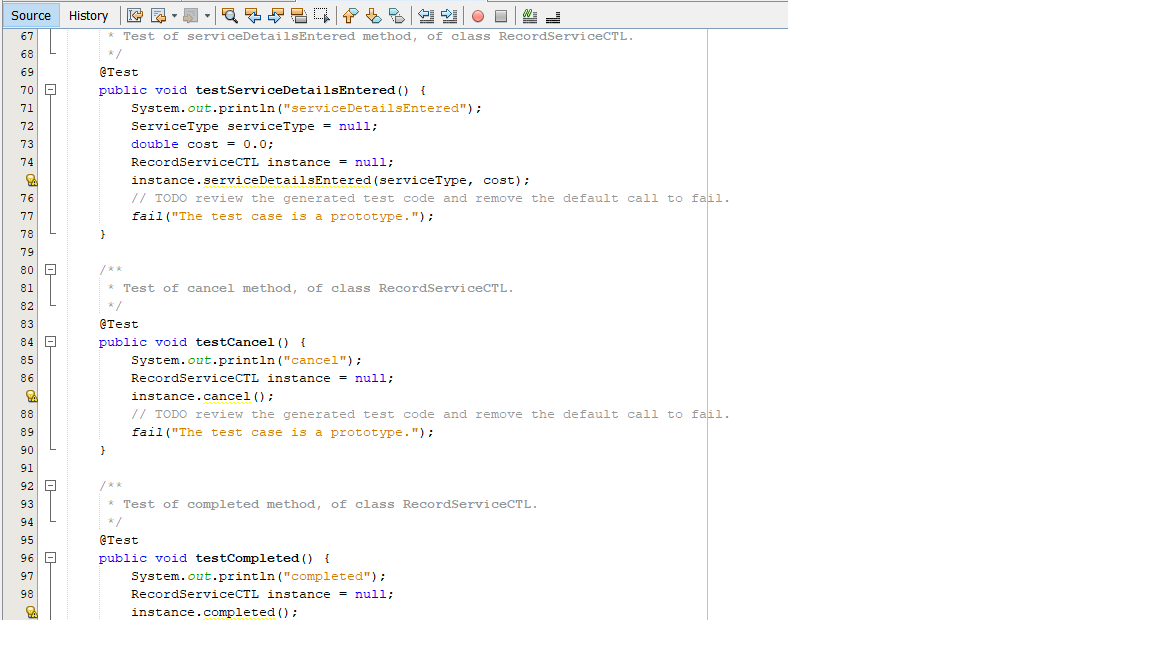 Source History
67 * Test of serviceDetailsEntered method, of class RecordServiceCTL.
68 */
69 @Test
70 public void testServiceDetailsEntered() {
71 System.out.println("serviceDetailsEntered");
72 ServiceType serviceType = null;
73 double cost = 0.0;
74 RecordServiceCTL instance = null;
instance.serviceDetailsEntered(serviceType, cost);
76 // TODO review the generated test code and remove the default call to fail.
77 fail("The test case is a prototype.");
78 }
79
80 /**
81 * Test of cancel method, of class RecordServiceCTL.
82 */
83 @Test
84 public void testCancel() {
85 System.out.println("cancel");
86 RecordServiceCTL instance = null;
instance.cancel();
88 // TODO review the generated test code and remove the default call to fail.
89 fail("The test case is a prototype.");
90 }
91
92 /**
93 * Test of completed method, of class RecordServiceCTL.
94 */
95 @Test
96 public void testCompleted() {
97 System.out.println("completed");
98 RecordServiceCTL instance = null;
instance.completed();